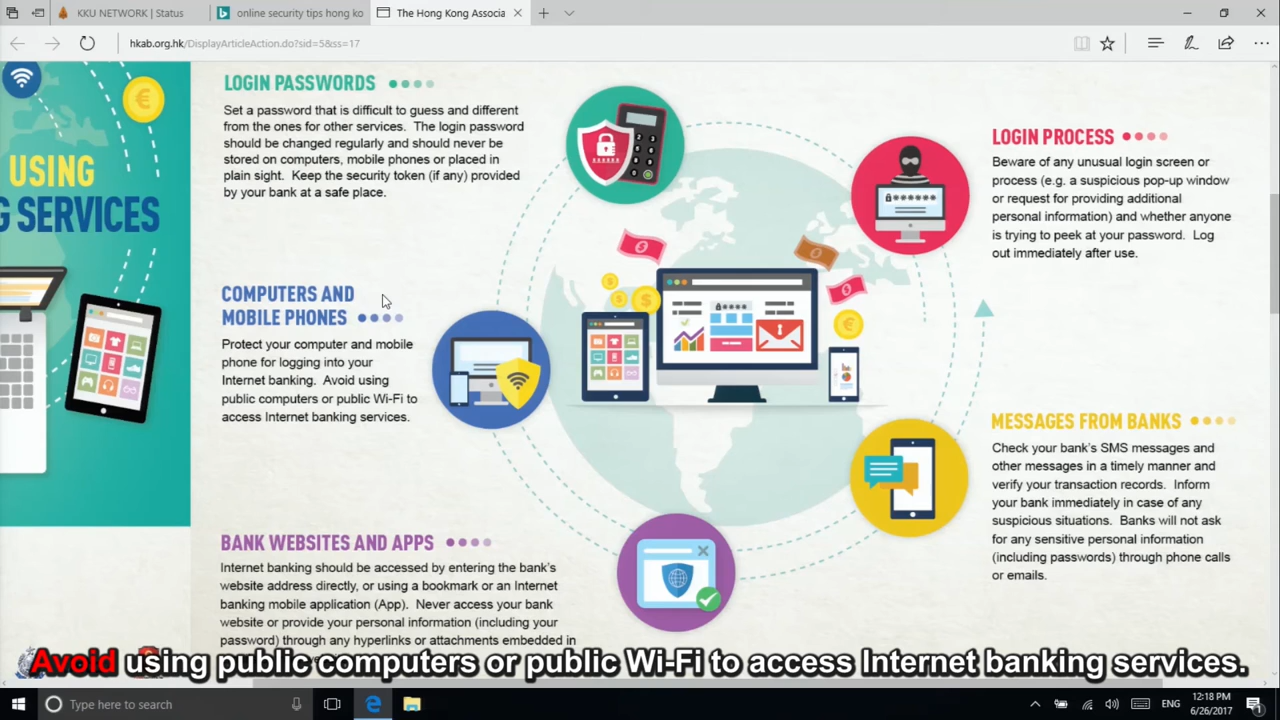 KKU NETWORK | Status
online security tips hong ko
The Hong Kong Associa
hkab.org.hk/DisplayArticleAction.do?sid=5&ss=17
USING
G SERVICES
LOGIN PASSWORDS
Set a password that is difficult to guess and different
from the ones for other services. The login password
should be changed regularly and should never be
stored on computers, mobile phones or placed in
plain sight. Keep the security token (if any) provided
by your bank at a safe place.
COMPUTERS AND
MOBILE PHONES
Protect your computer and mobile
phone for logging into your
Internet banking. Avoid using
public computers or public Wi-Fi to
access Internet banking services.
BANK WEBSITES AND APPS
Internet banking should be accessed by entering the bank's
website address directly, or using a bookmark or an Internet
banking mobile application (App). Never access your bank
website or provide your personal information (including your
password) through any hyperlinks or attachments embedded in
LOGIN PROCESS
Beware of any unusual login screen or
process (e.g. a suspicious pop-up window
or request for providing additional
personal information) and whether anyone
is trying to peek at your password. Log
out immediately after use.
MESSAGES FROM BANKS
Check your bank's SMS messages and
other messages in a timely manner and
verify your transaction records. Inform
your bank immediately in case of any
suspicious situations. Banks will not ask
for any sensitive personal information
(including passwords) through phone calls
or emails.
Avoid using public computers or public Wi-Fi to access Internet banking services.
Type here to search
ENG
12:18 PM
6/26/2017